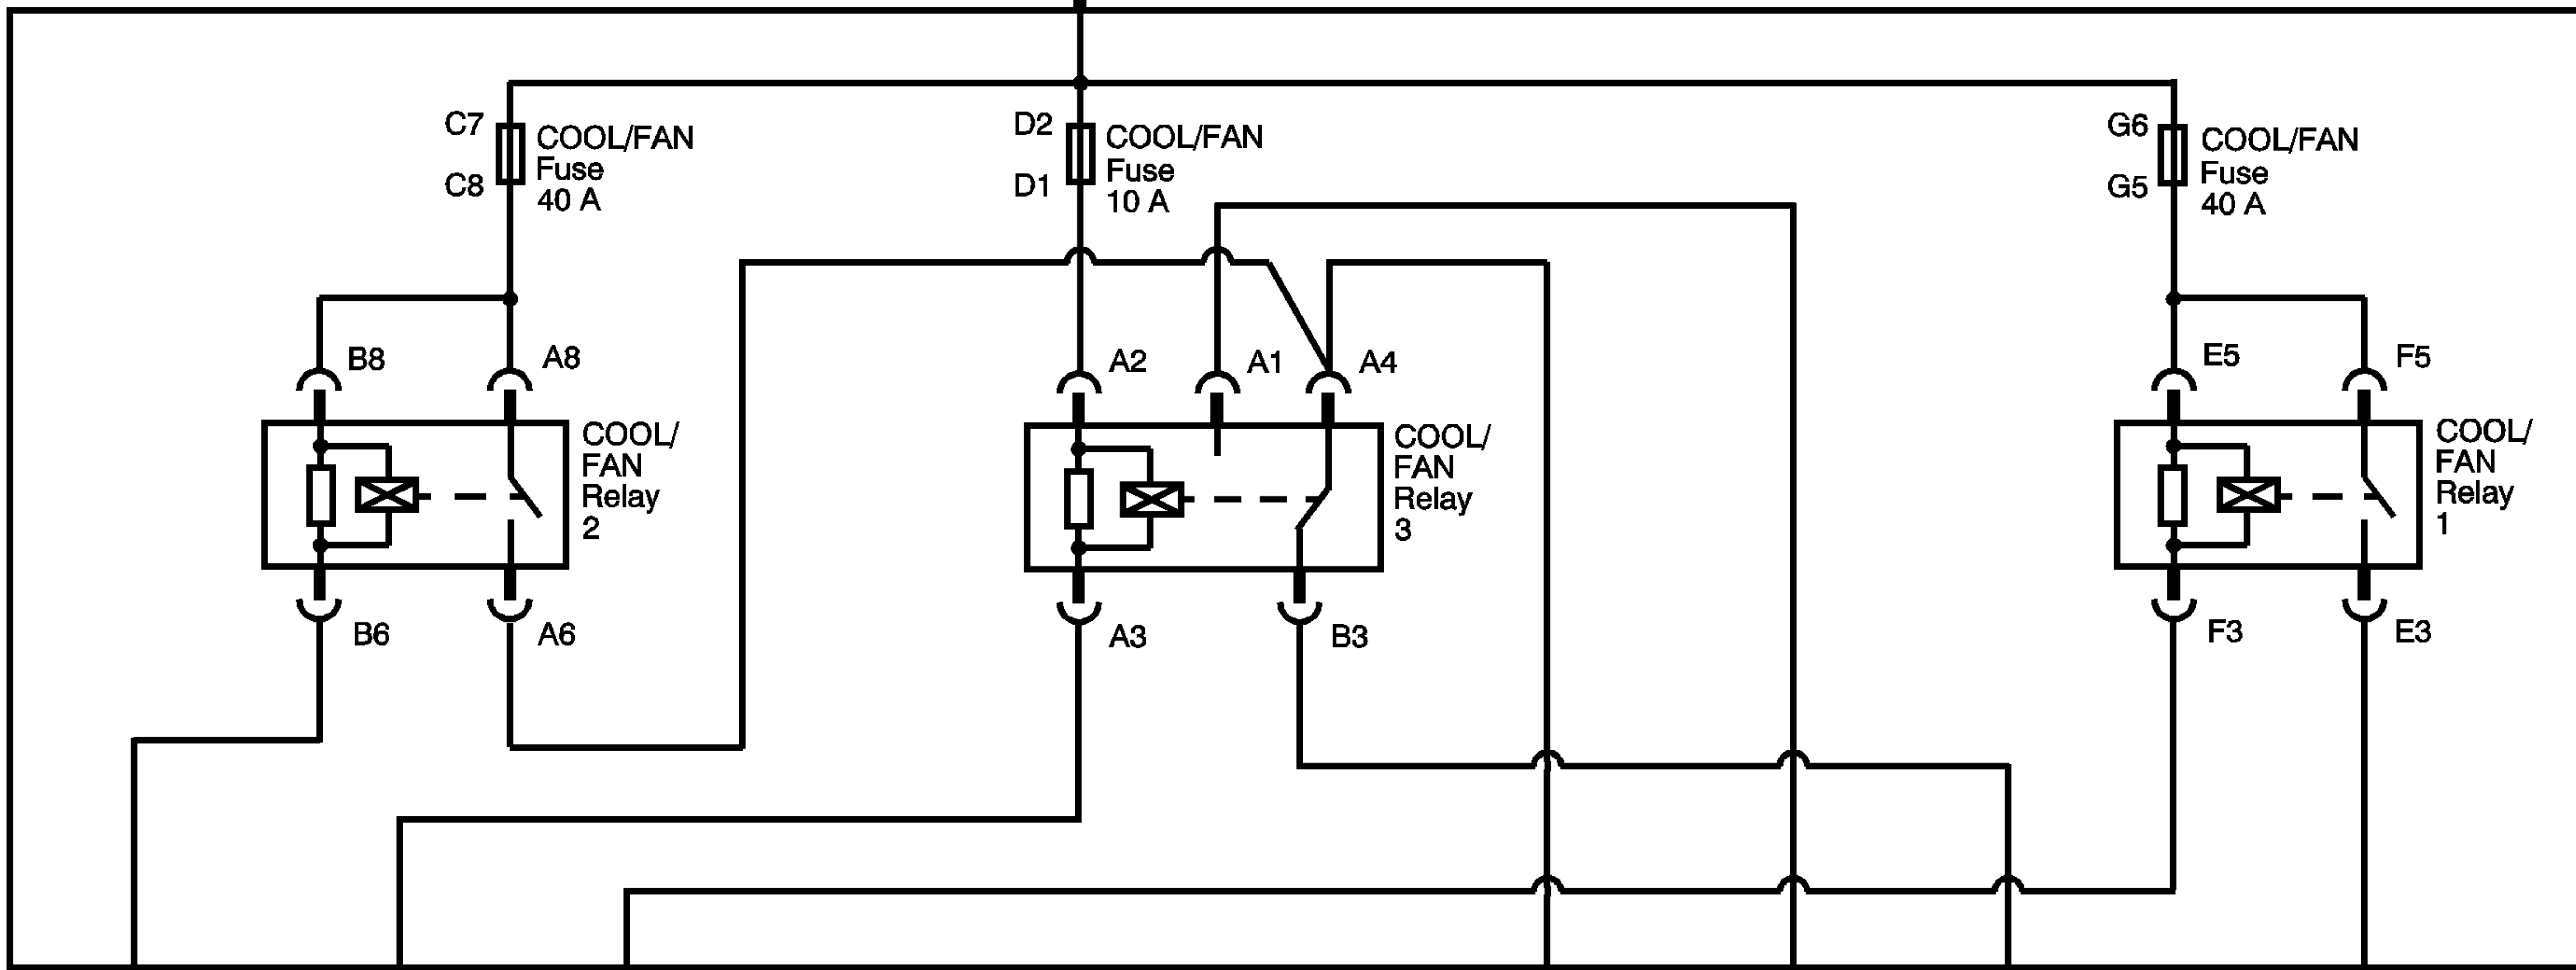 C7
C8
COOL/FAN
Fuse
40 A
D2
D1
COOL/FAN
Fuse
10 A
G6
G5
COOL/FAN
Fuse
40 A
B8
A8
A2
A1
A4
E5
F5
COOL/
FAN
Relay
2
COOL/
FAN
Relay
3
COOL/
FAN
Relay
1
B6
A6
A3
B3
F3
E3